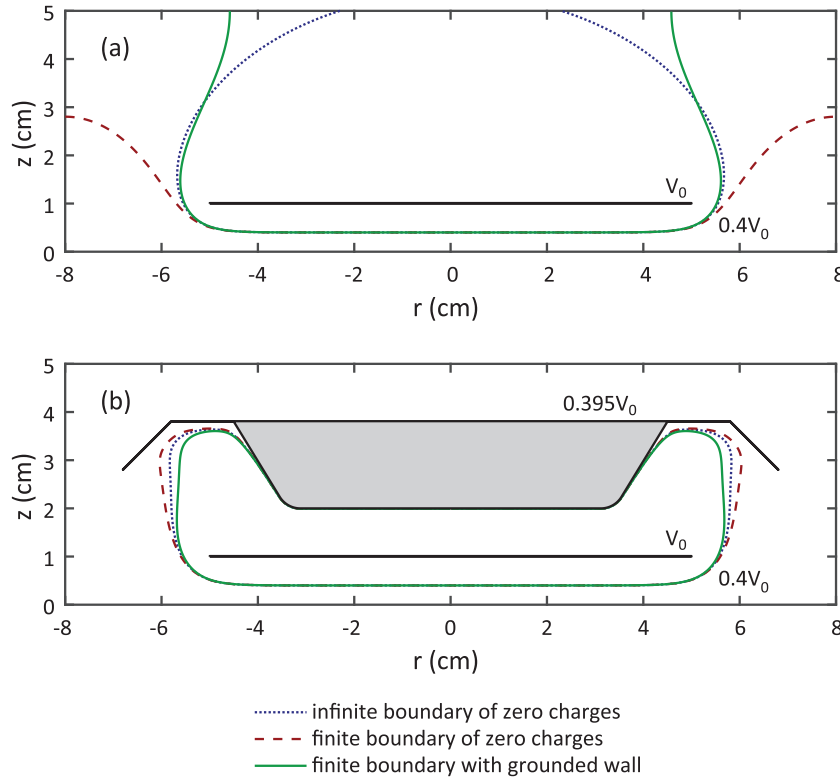 5
(a)
4
z (cm)
3
2
V₀
1
0.4V₀
0
-8 -6 -4 -2 0 2 4 6 8
r (cm)
5
(b)
0.395V₀
4
z (cm)
3
2
V₀
1
0.4V₀
0
-8 -6 -4 -2 0 2 4 6 8
r (cm)
infinite boundary of zero charges
finite boundary of zero charges
finite boundary with grounded wall